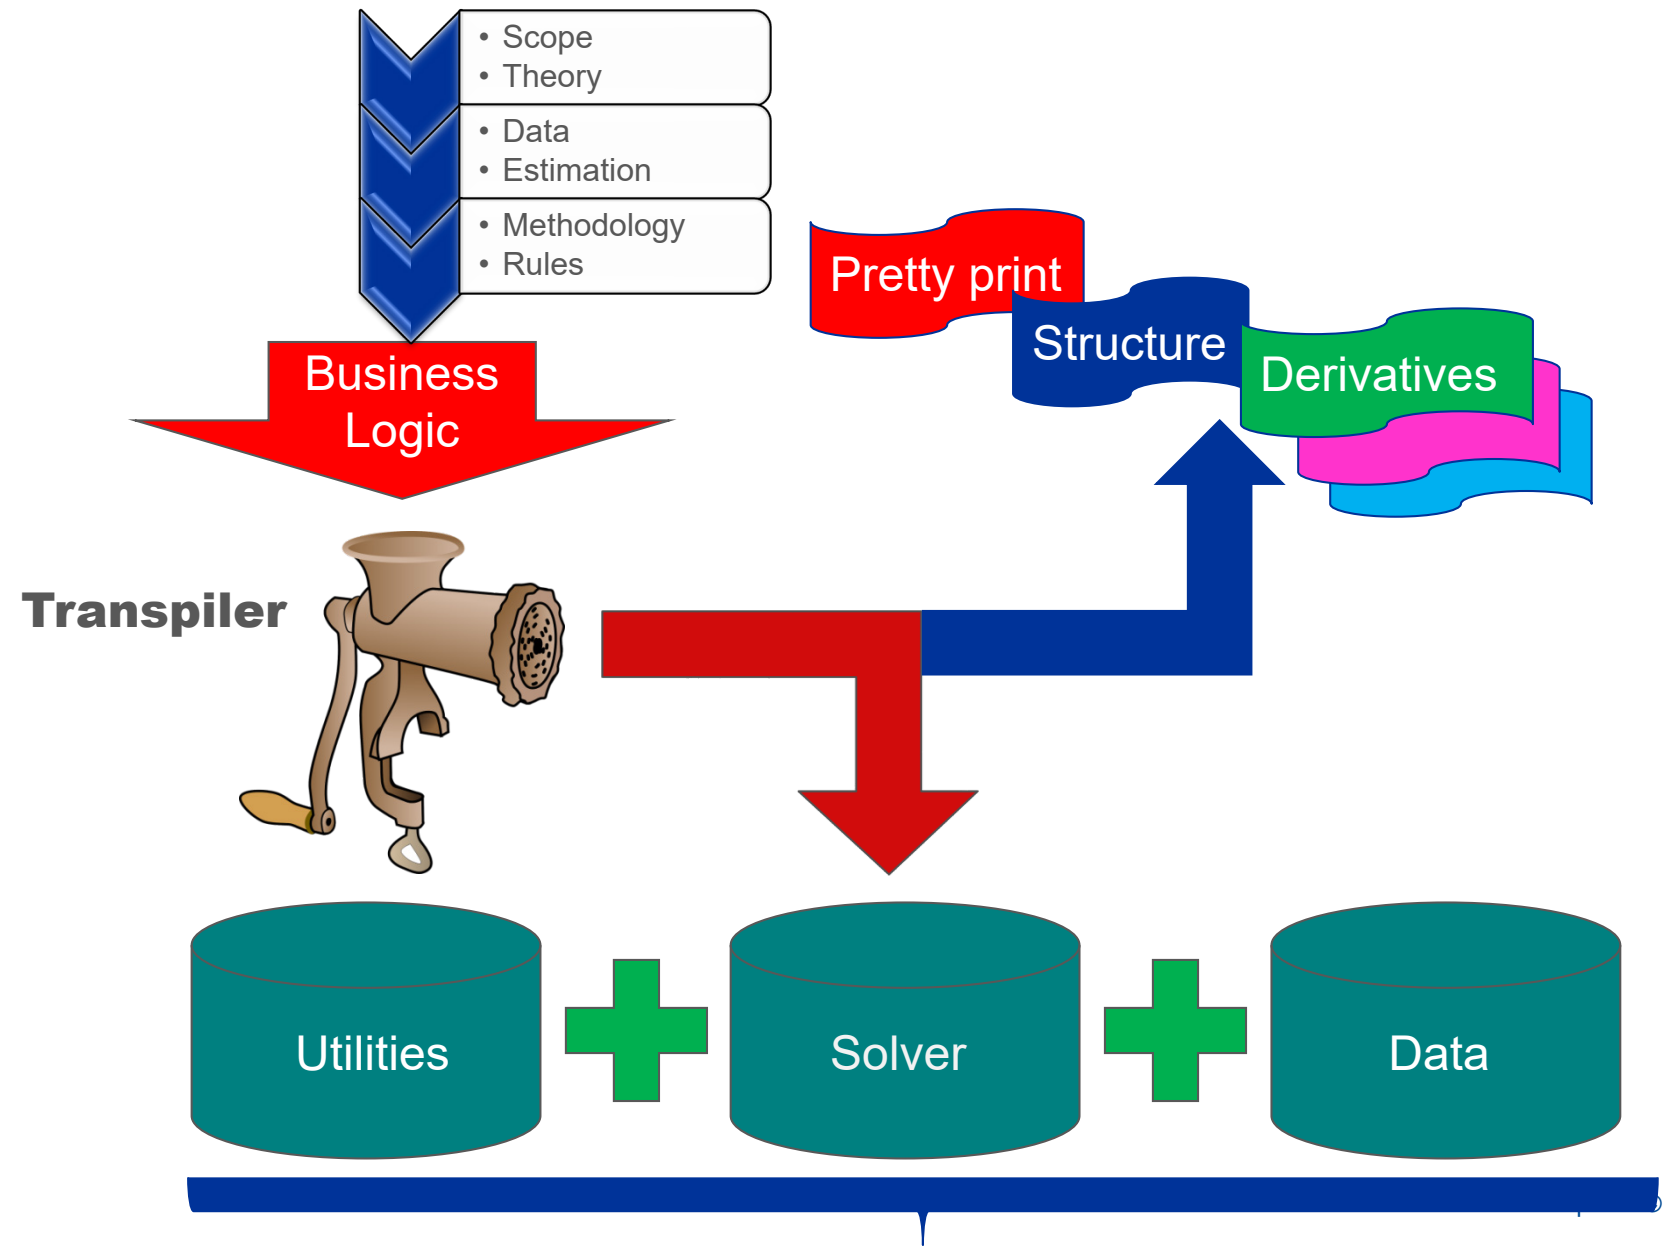 • Scope
• Theory
• Data
• Estimation
• Methodology
• Rules
Business
Logic
Pretty print
Structure
Derivatives
Transpiler
Utilities
Solver
Data